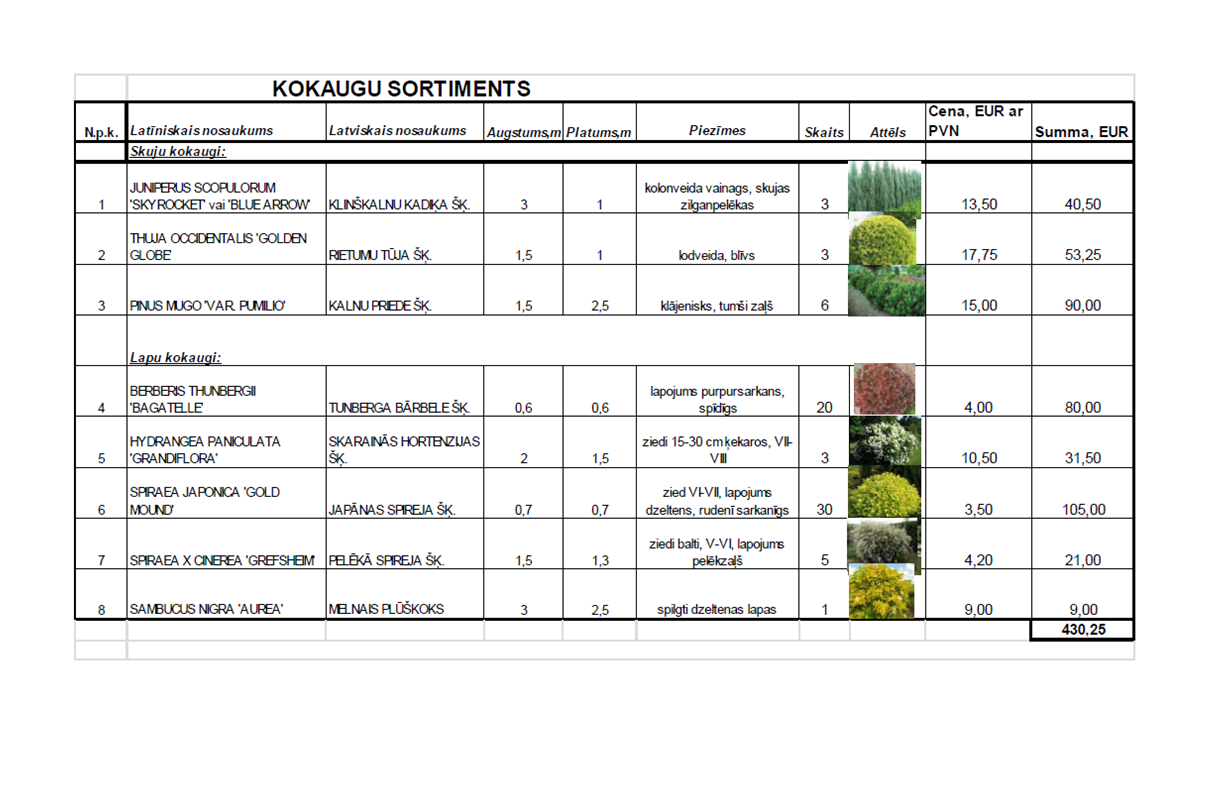 KOKAUGU SORTIMENTS
N.p.k. Latīniskais nosaukums Latviskais nosaukums Augstums,m Platums,m Piezīmes Skaits Attēls Cena, EUR ar PVN Summa, EUR
Skuju kokaugi:
1 JUNIPERUS SCOPULORUM 'SKYROCKET' vai 'BLUE ARROW' KLINŠKALNU KADIĶA ŠĶ. 3 1 kolonveida vainags, skujas zilganpelēkas 3 13,50 40,50
2 THUJA OCCIDENTALIS 'GOLDEN GLOBE' RIETUMU TŪJA ŠĶ. 1,5 1 lodveida, blīvs 3 17,75 53,25
3 PINUS MUGO 'VAR. PUMILIO' KALNU PRIEDE ŠĶ. 1,5 2,5 klājenisks, tumši zaļš 6 15,00 90,00
Lapu kokaugi:
4 BERBERIS THUNBERGII 'BAGATELLE' TUNBERGA BĀRBELE ŠĶ. 0,6 0,6 lapojums purpursarkans, spīdīgs 20 4,00 80,00
5 HYDRANGEA PANICULATA 'GRANDIFLORA' SKARAINĀS HORTENZIJAS ŠĶ. 2 1,5 ziedi 15-30 cm ķekaros, VII-VIII 3 10,50 31,50
6 SPIRAEA JAPONICA 'GOLD MOUND' JAPĀNAS SPIREJA ŠĶ. 0,7 0,7 zied VI-VII, lapojums dzeltens, rudenī sarkanīgs 30 3,50 105,00
7 SPIRAEA X CINEREA 'GREFSHEIM' PELĒKĀ SPIREJA ŠĶ. 1,5 1,3 ziedi balti, V-VI, lapojums pelēkzaļš 5 4,20 21,00
8 SAMBUCUS NIGRA 'AUREA' MELNAIS PLŪŠKOKS 3 2,5 spilgti dzeltenas lapas 1 9,00 9,00
430,25